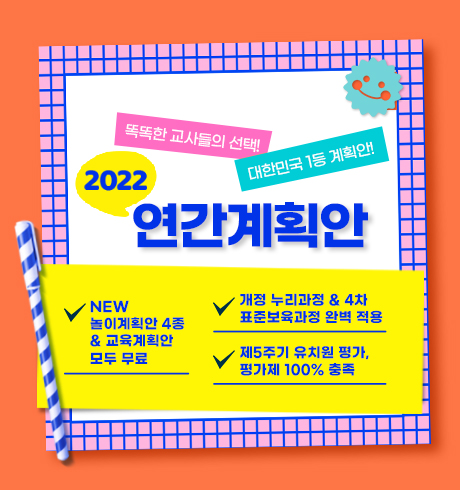 똑똑한 교사들의 선택!
대한민국 1등 계획안!
2022
연간계획안
NEW
놀이계획안 4종
& 교육계획안
모두 무료
개정 누리과정 & 4차
표준보육과정 완벽 적용
제5주기 유치원 평가,
평가제 100% 충족